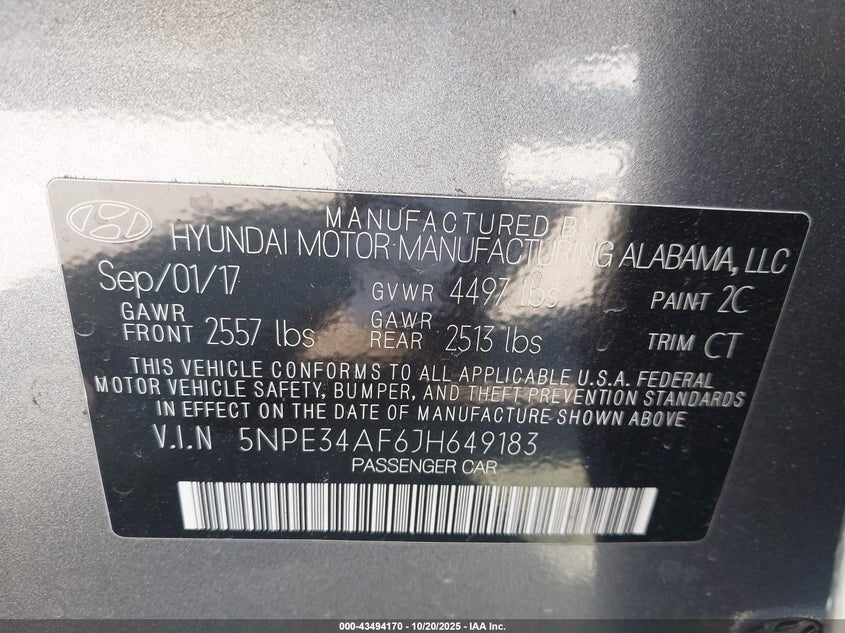 MANUFACTURED B
HYUNDAI MOTOR MANUFACTURING ALABAMA, LLC
Sep/01/17 GVWR 4497 lbs PAINT 2C
GAWR FRONT 2557 lbs GAWR REAR 2513 lbs TRIM CT
THIS VEHICLE CONFORMS TO ALL APPLICABLE U.S.A. FEDERAL
MOTOR VEHICLE SAFETY, BUMPER, AND THEFT PREVENTION STANDARDS
IN EFFECT ON THE DATE OF MANUFACTURE SHOWN ABOVE
V.I.N 5NPE34AF6JH649183
PASSENGER CAR
000-43494170 | 10/20/2025 | IAA Inc.